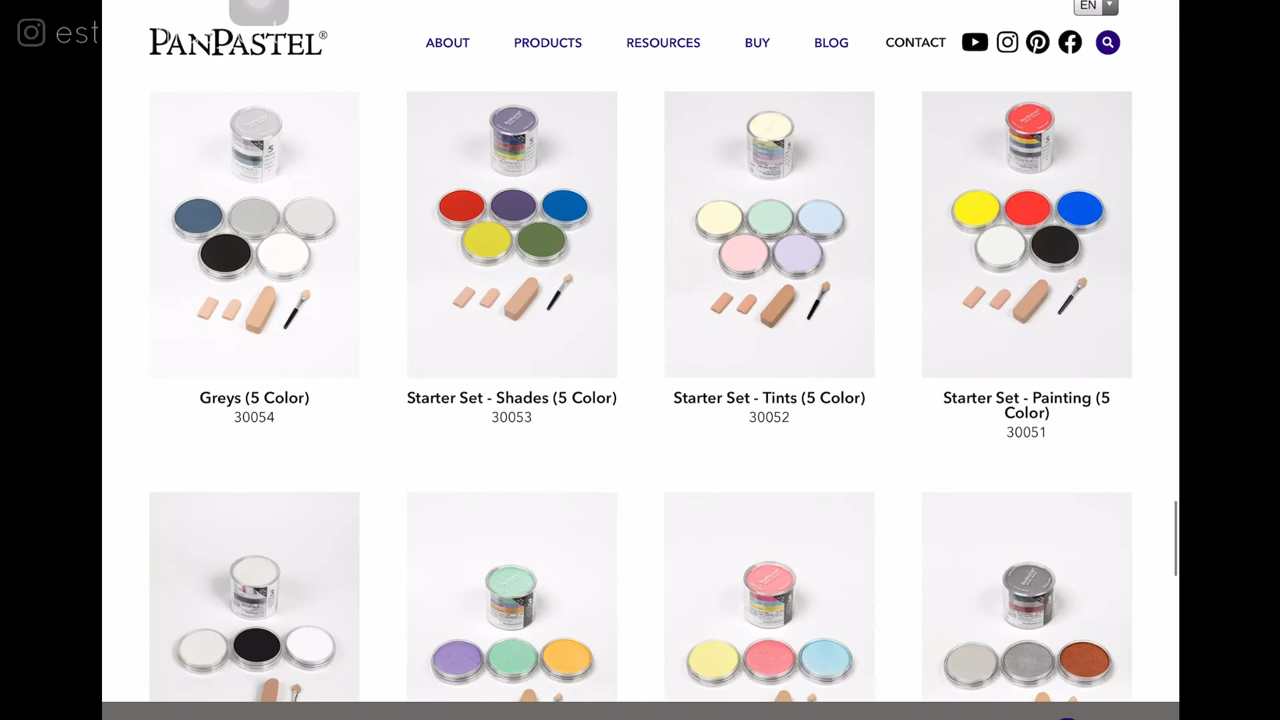 est
EN
PANPASTEL®
ABOUT PRODUCTS RESOURCES BUY BLOG CONTACT
Greys (5 Color)
30054
Starter Set - Shades (5 Color)
30053
Starter Set - Tints (5 Color)
30052
Starter Set - Painting (5
Color)
30051